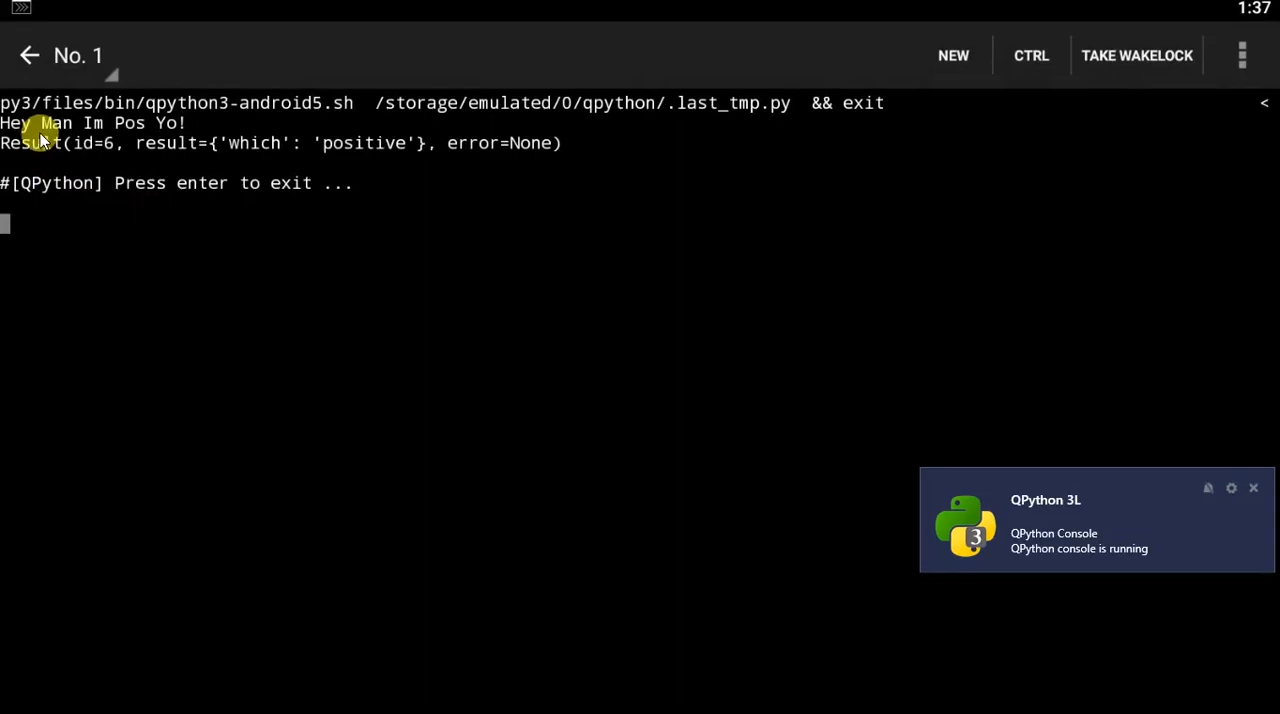 1:37
No. 1
NEW
CTRL
TAKE WAKELOCK
py3/files/bin/qpython3-android5.sh  /storage/emulated/0/qpython/.last_tmp.py  && exit <
Hey Man Im Pos Yo!
Result(id=6, result={'which': 'positive'}, error=None)
#[QPython] Press enter to exit ...
QPython 3L
3
QPython Console
QPython console is running